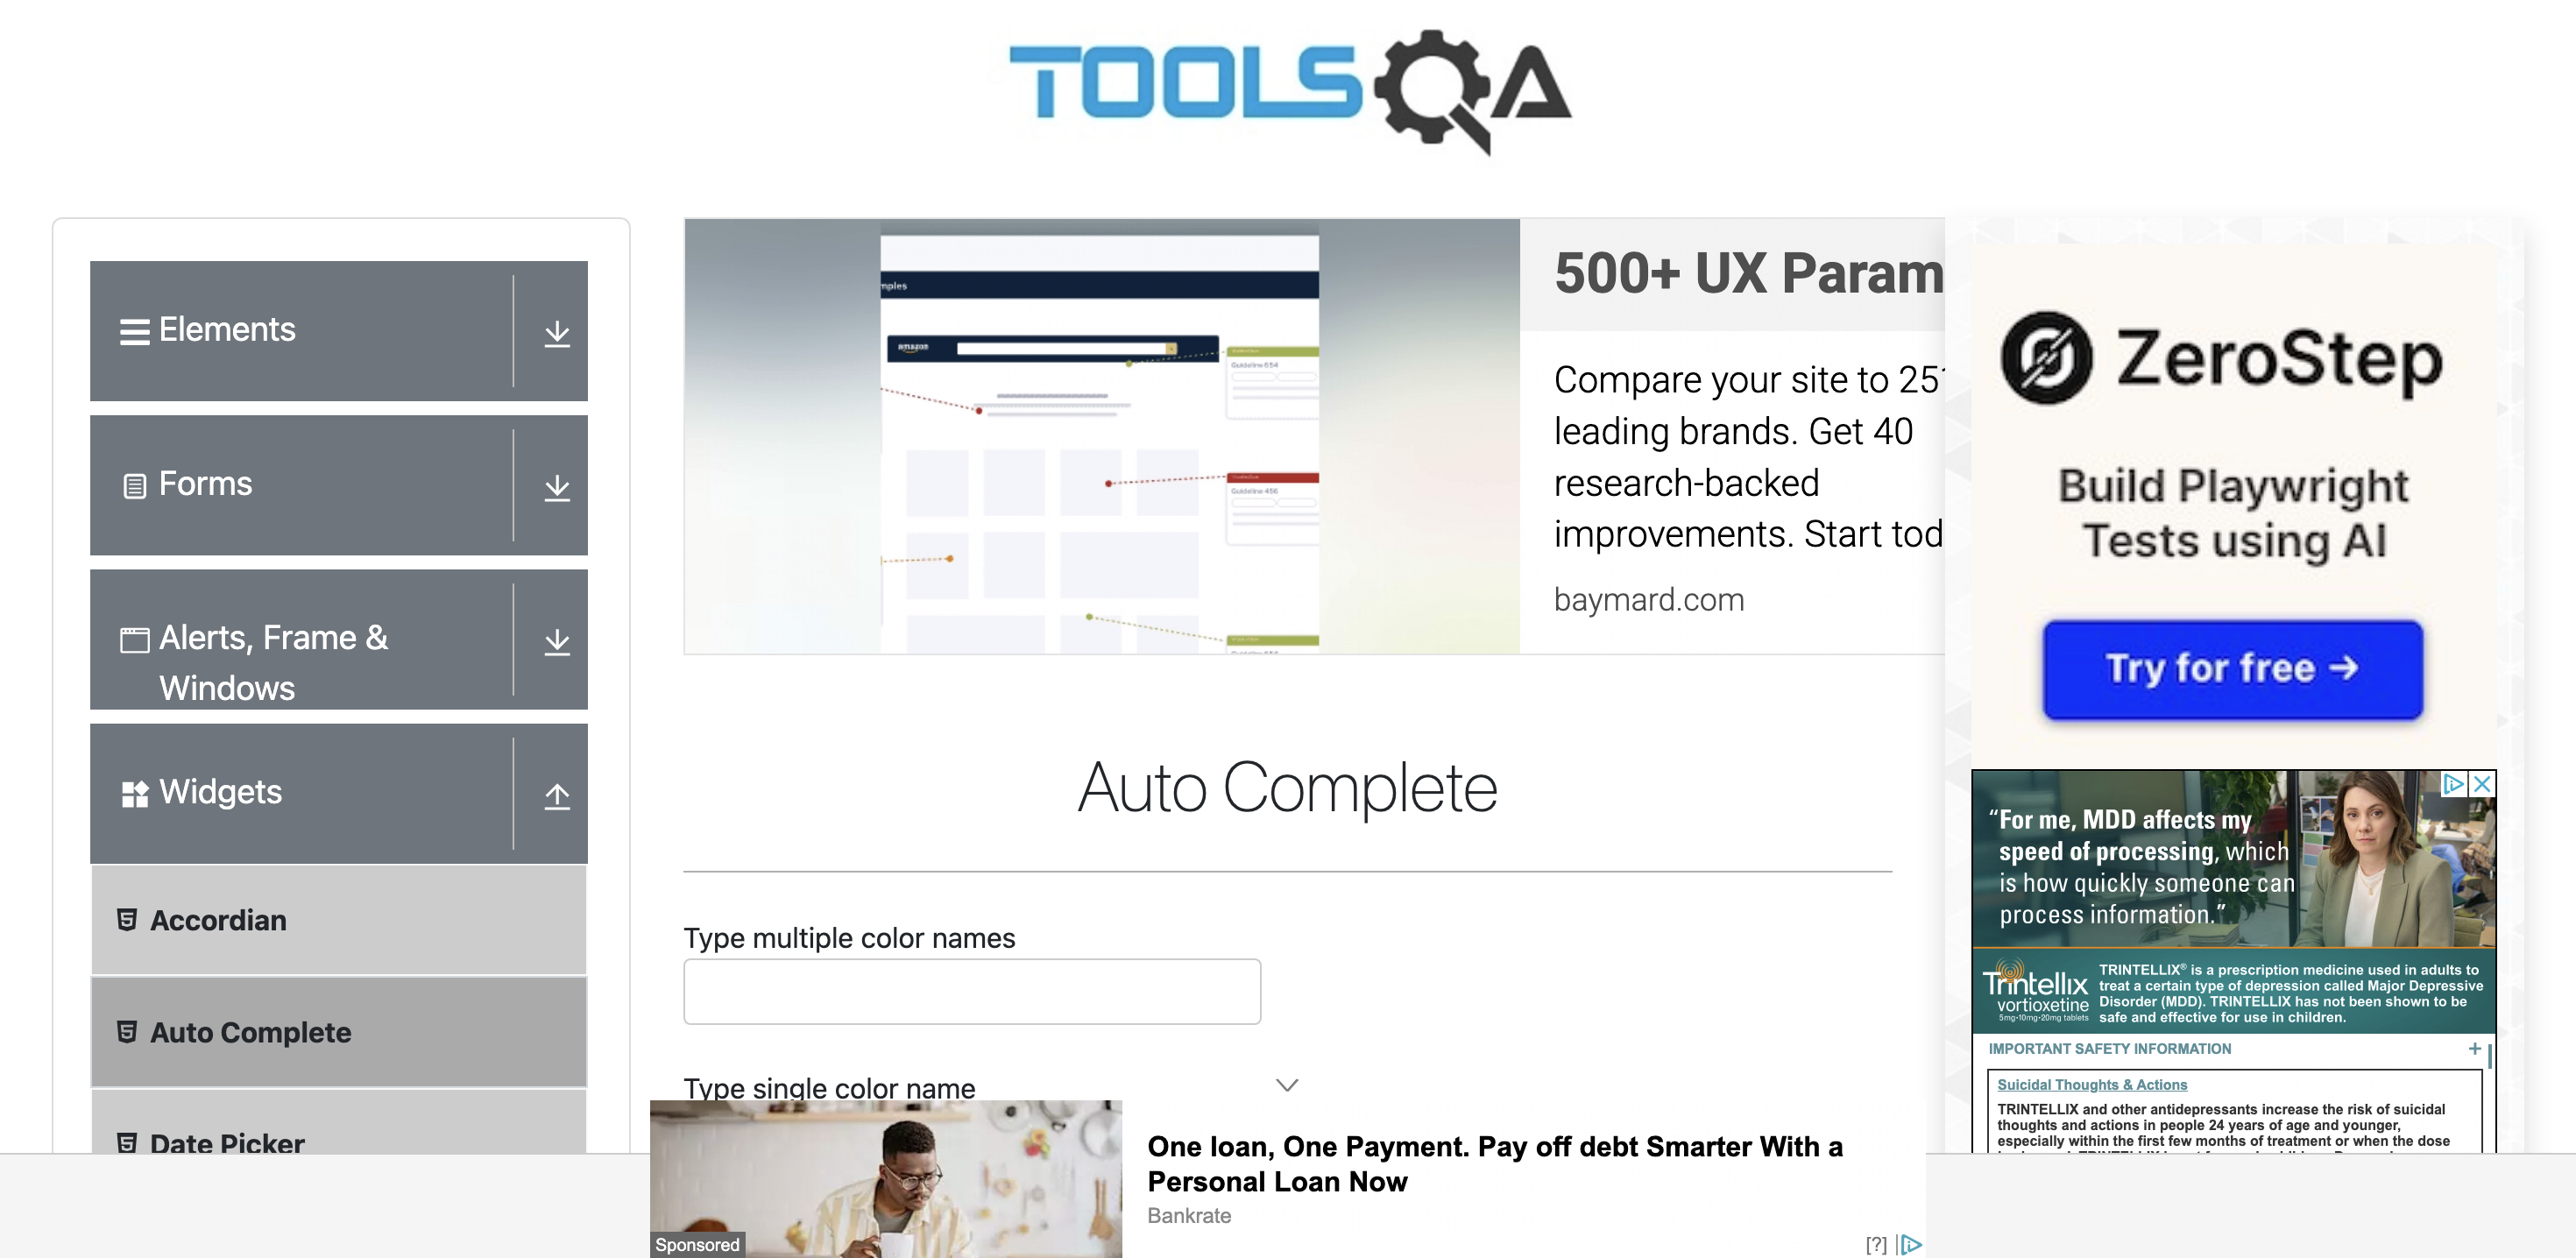 TOOLSQA
Elements
Forms
Alerts, Frame &
Windows
Widgets
Accordian
Auto Complete
Date Picker
mples
amazon
Guideline 654
Guideline 456
500+ UX Param
Compare your site to 251
leading brands. Get 40
research-backed
improvements. Start tod
baymard.com
Auto Complete
Type multiple color names
Type single color name
Sponsored
One loan, One Payment. Pay off debt Smarter With a
Personal Loan Now
Bankrate
[?]
ZeroStep
Build Playwright
Tests using AI
Try for free →
“For me, MDD affects my
speed of processing, which
is how quickly someone can
process information.”
Trintellix
vortioxetine
5mg•10mg•20mg tablets
TRINTELLIX® is a prescription medicine used in adults to
treat a certain type of depression called Major Depressive
Disorder (MDD). TRINTELLIX has not been shown to be
safe and effective for use in children.
IMPORTANT SAFETY INFORMATION +
Suicidal Thoughts & Actions
TRINTELLIX and other antidepressants increase the risk of suicidal
thoughts and actions in people 24 years of age and younger,
especially within the first few months of treatment or when the dose